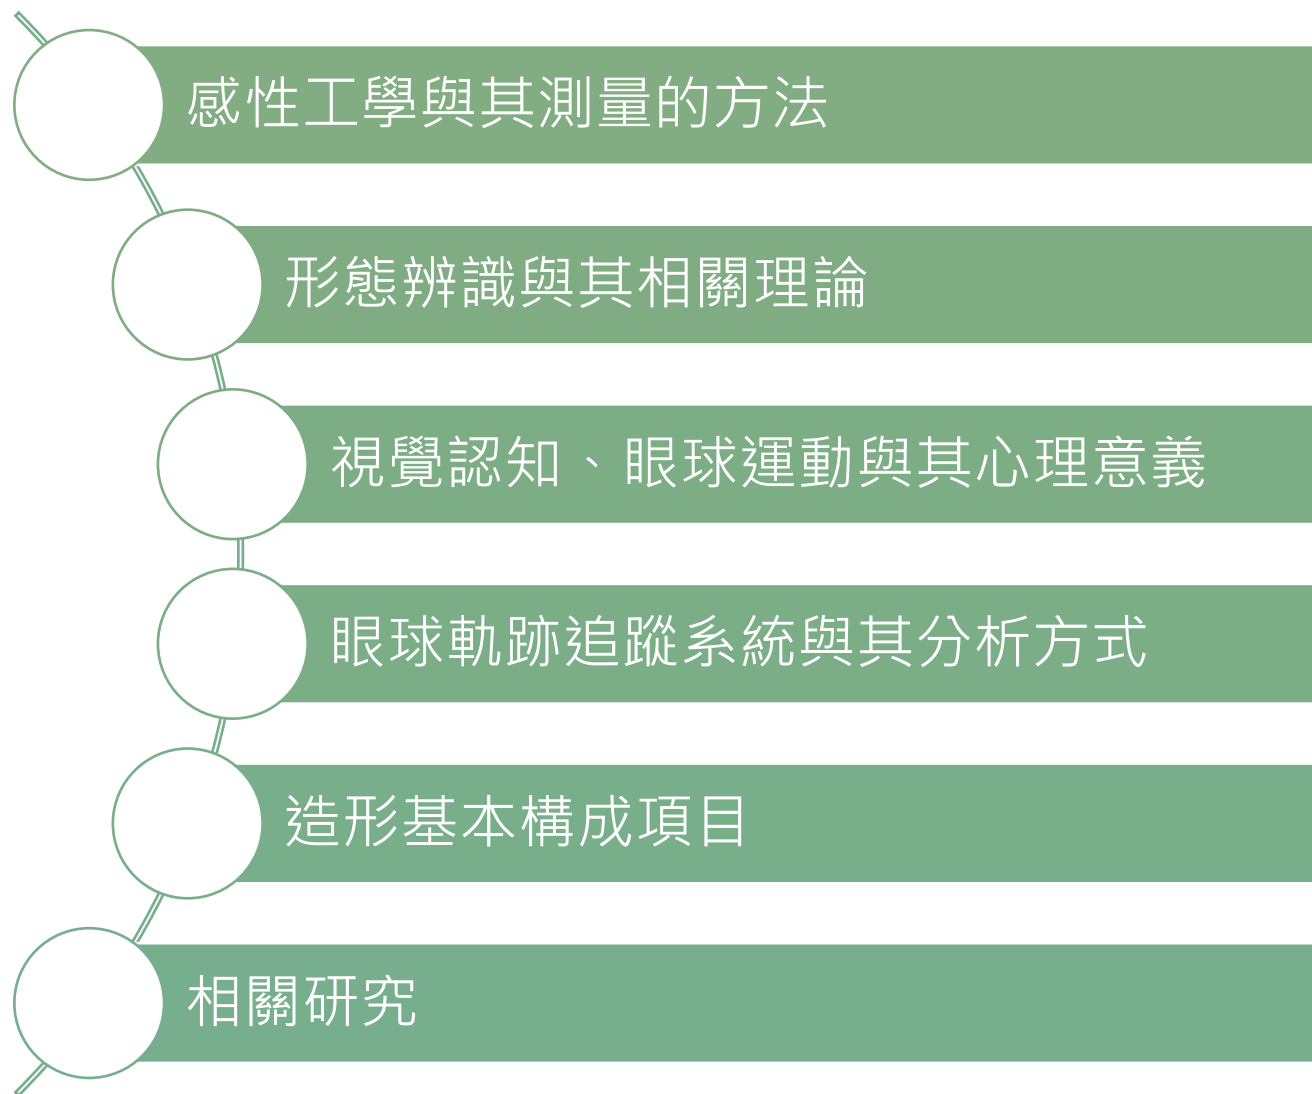 感性工學與其測量的方法
形態辨識與其相關理論
視覺認知、眼球運動與其心理意義
眼球軌跡追蹤系統與其分析方式
造形基本構成項目
相關研究